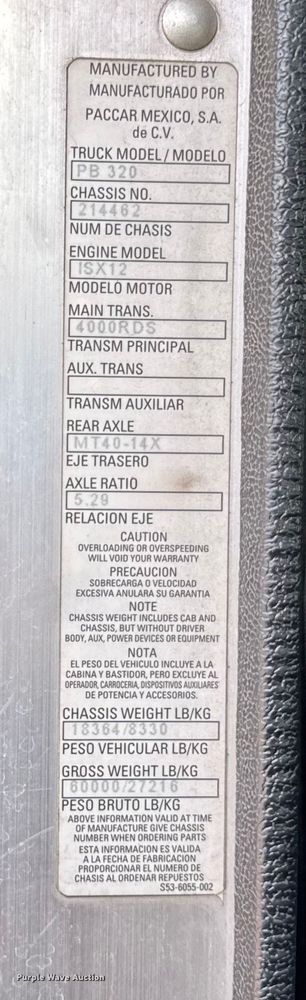 MANUFACTURED BY
MANUFACTURADO POR
PACCAR MEXICO, S.A.
de C.V.
TRUCK MODEL / MODELO
PB 320
CHASSIS NO.
214462
NUM DE CHASIS
ENGINE MODEL
ISX12
MODELO MOTOR
MAIN TRANS.
4000RDS
TRANSM PRINCIPAL
AUX. TRANS
TRANSM AUXILIAR
REAR AXLE
MT40-14X
EJE TRASERO
AXLE RATIO
5.29
RELACION EJE
CAUTION
OVERLOADING OR OVERSPEEDING
WILL VOID YOUR WARRANTY
PRECAUCION
SOBRECARGA O VELOCIDAD
EXCESIVA ANULARA SU GARANTIA
NOTE
CHASSIS WEIGHT INCLUDES CAB AND
CHASSIS, BUT WITHOUT DRIVER
BODY, AUX, POWER DEVICES OR EQUIPMENT
NOTA
EL PESO DEL VEHICULO INCLUYE A LA
CABINA Y BASTIDOR, PERO EXCLUYE AL
OPERADOR, CARROCERIA, DISPOSITIVOS AUXILIARES
DE POTENCIA Y ACCESORIOS.
CHASSIS WEIGHT LB/KG
18364/8330
PESO VEHICULAR LB/KG
GROSS WEIGHT LB/KG
60000/27216
PESO BRUTO LB/KG
ABOVE INFORMATION VALID AT TIME
OF MANUFACTURE GIVE CHASSIS
NUMBER WHEN ORDERING PARTS
ESTA INFORMACION ES VALIDA
A LA FECHA DE FABRICACION
PROPORCIONAR EL NUMERO DE
CHASIS AL ORDENAR REPUESTOS
S53-6055-002
Purple Wave Auction